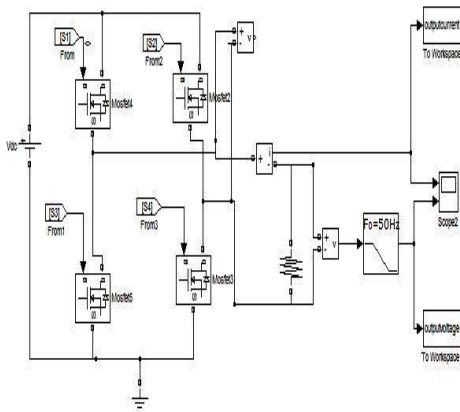 [S1]
From
[S2]
From2
Mosfet4
Mosfet2
Vdc
[S3]
From1
[S4]
From3
Mosfet5
Mosfet3
+
-
v
+
i
-
+
-
v
Fo=50Hz
outputcurrent
To Workspace
Scope2
outputvoltage
To Workspace